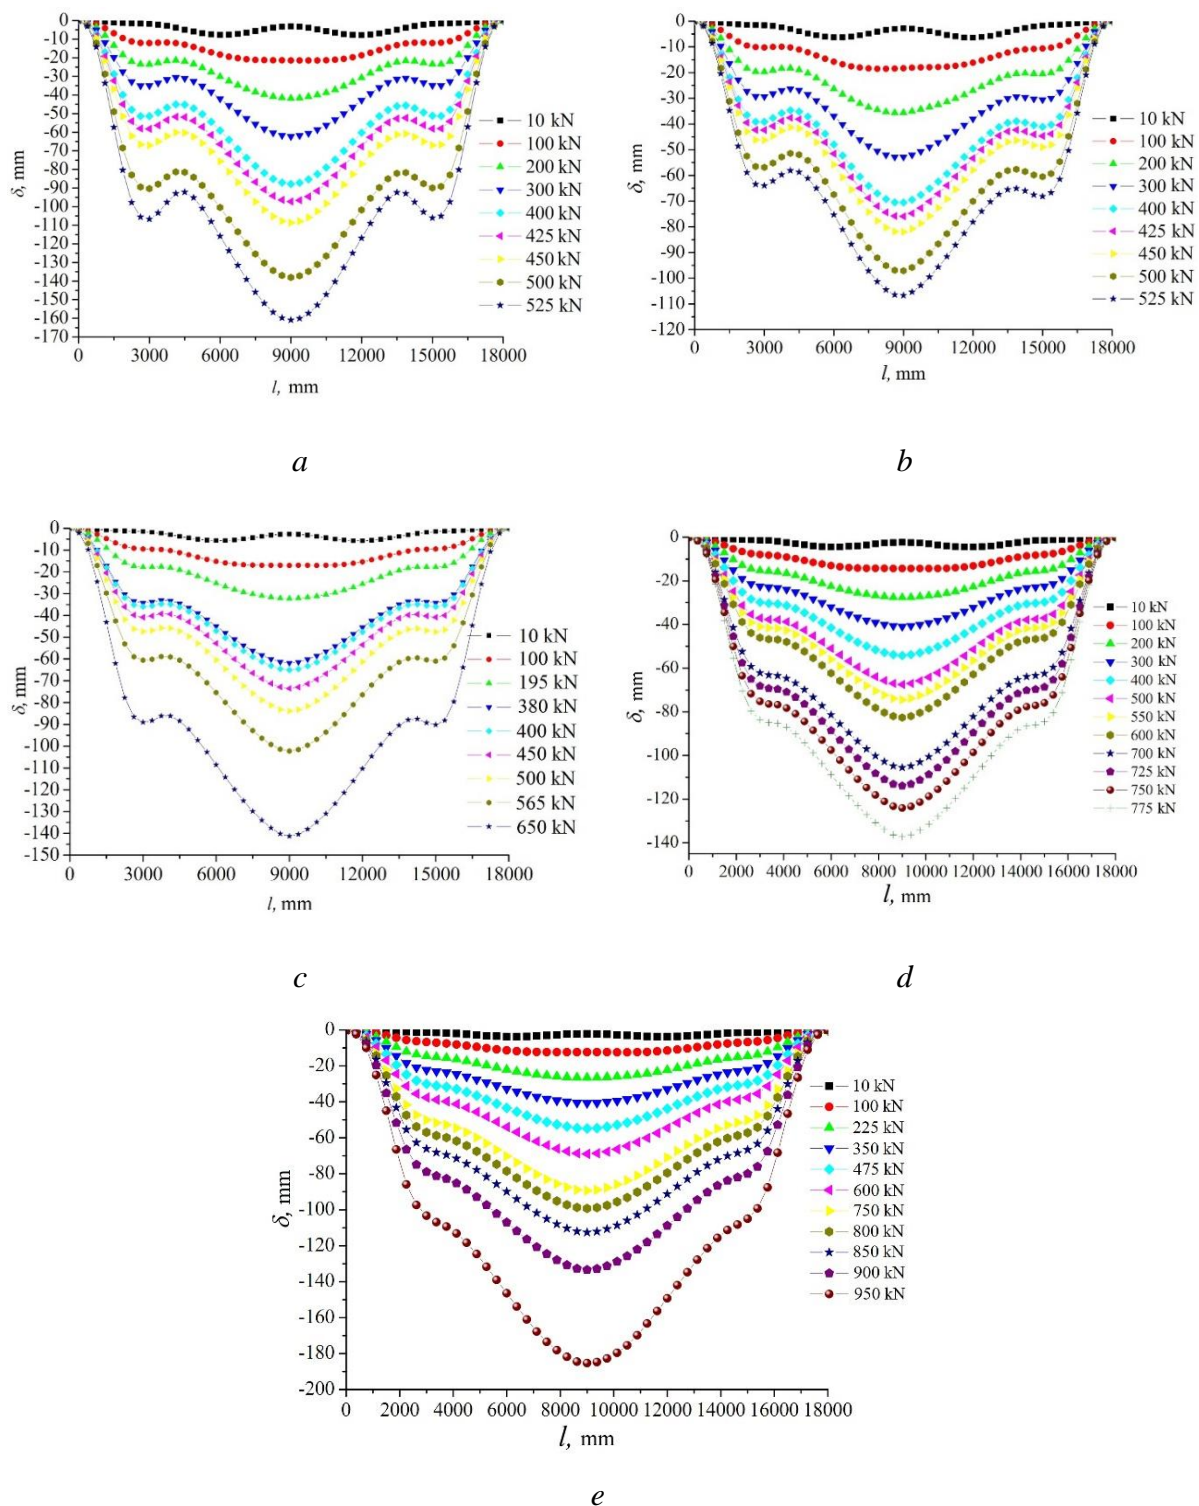 0
-10
-20
-30
-40
-50
-60
-70
-80
-90
-100
-110
-120
-130
-140
-150
-160
-170
δ, mm
0 3000 6000 9000 12000 15000 18000
l, mm
10 kN
100 kN
200 kN
300 kN
400 kN
425 kN
450 kN
500 kN
525 kN
a
0
-10
-20
-30
-40
-50
-60
-70
-80
-90
-100
-110
-120
δ, mm
0 3000 6000 9000 12000 15000 18000
l, mm
10 kN
100 kN
200 kN
300 kN
400 kN
425 kN
450 kN
500 kN
525 kN
b
0
-10
-20
-30
-40
-50
-60
-70
-80
-90
-100
-110
-120
-130
-140
-150
δ, mm
0 3000 6000 9000 12000 15000 18000
l, mm
10 kN
100 kN
195 kN
380 kN
400 kN
450 kN
500 kN
565 kN
650 kN
c
0
-20
-40
-60
-80
-100
-120
-140
δ, mm
0 2000 4000 6000 8000 10000 12000 14000 16000 18000
l, mm
10 kN
100 kN
200 kN
300 kN
400 kN
500 kN
550 kN
600 kN
700 kN
725 kN
750 kN
775 kN
d
0
-20
-40
-60
-80
-100
-120
-140
-160
-180
-200
δ, mm
0 2000 4000 6000 8000 10000 12000 14000 16000 18000
l, mm
10 kN
100 kN
225 kN
350 kN
475 kN
600 kN
750 kN
800 kN
850 kN
900 kN
950 kN
e